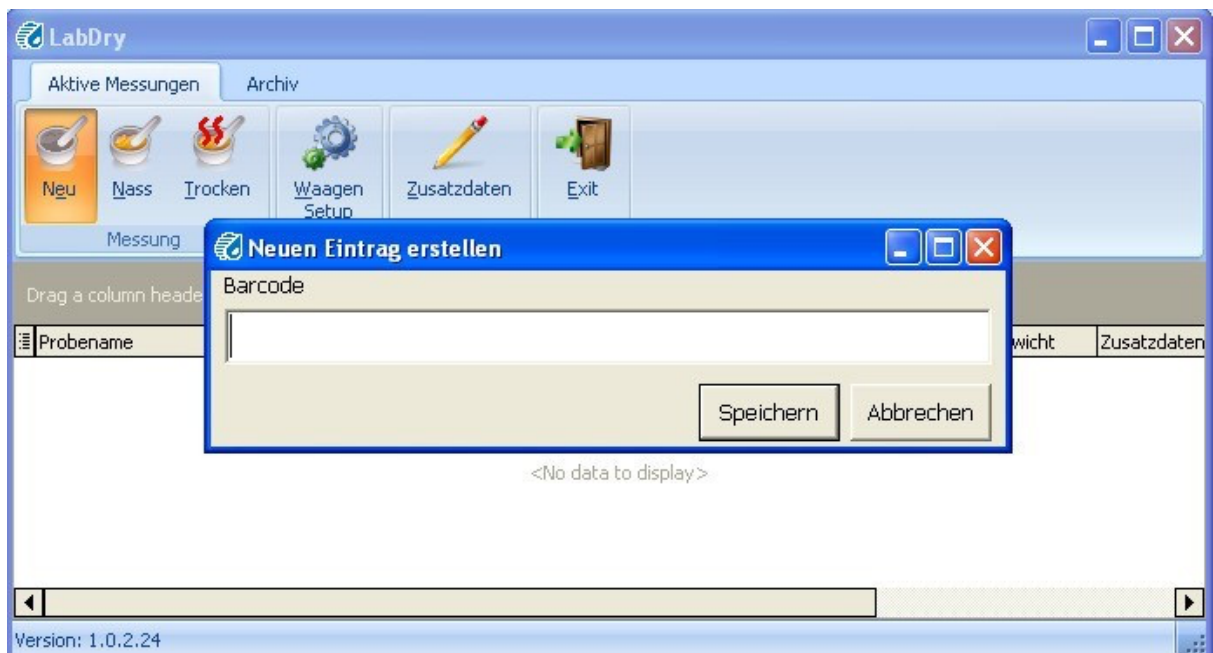 LabDry
Aktive Messungen Archiv
Neu Nass Trocken Waagen Setup Zusatzdaten Exit
Messung
Neuen Eintrag erstellen
Drag a column heade
Barcode
Probename wicht Zusatzdaten
Speichern Abbrechen
<No data to display>
Version: 1.0.2.24